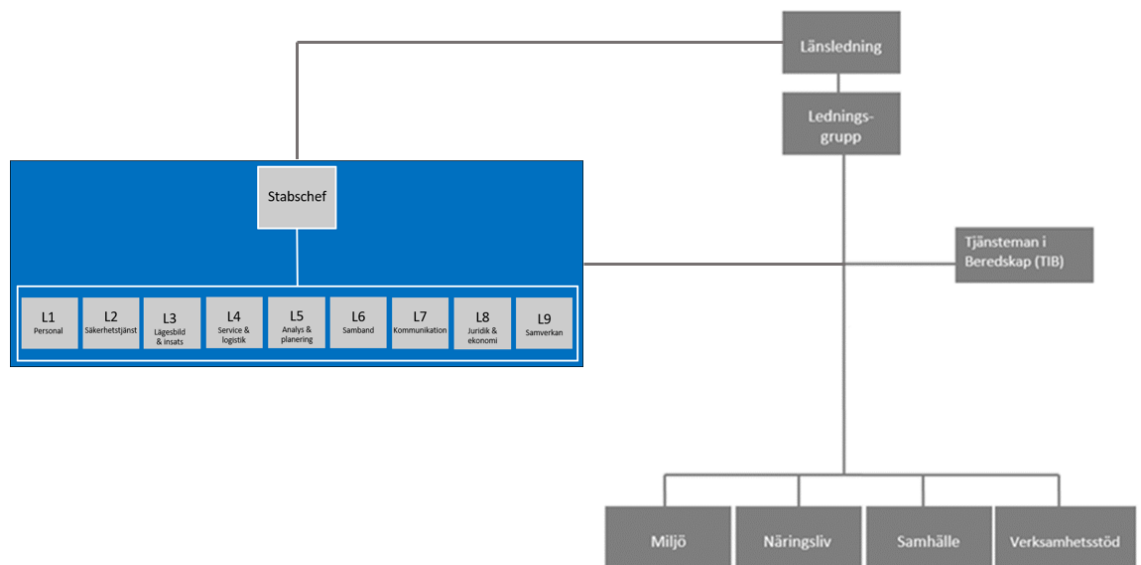 Länsledning
Lednings-
grupp
Stabschef
Tjänsteman i
Beredskap (TIB)
L1
Personal
L2
Säkerhetstjänst
L3
Lägesbild
& insats
L4
Service &
logistik
L5
Analys &
planering
L6
Samband
L7
Kommunikation
L8
Juridik &
ekonomi
L9
Samverkan
Miljö
Näringsliv
Samhälle
Verksamhetsstöd